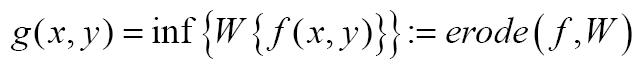 g(x, y) = inf{W{f(x, y)}}:= erode(f,W)